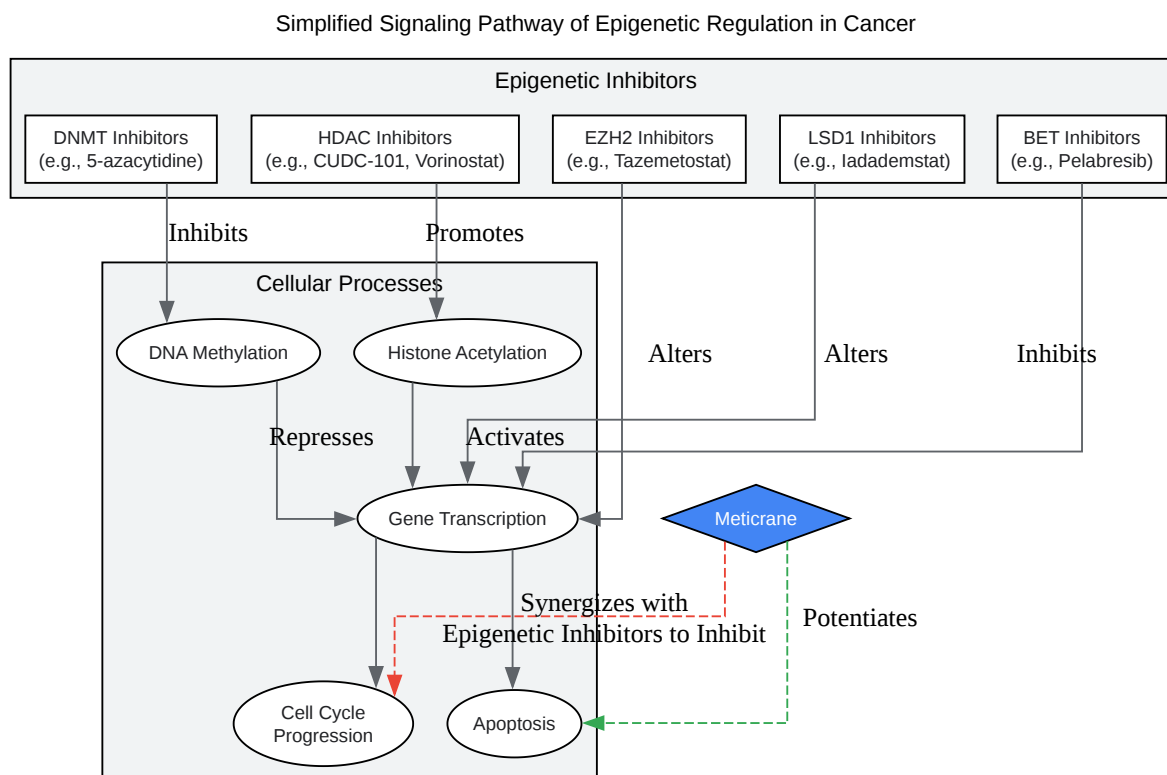 Simplified Signaling Pathway of Epigenetic Regulation in Cancer
Epigenetic Inhibitors
DNMT Inhibitors
(e.g., 5-azacytidine)
HDAC Inhibitors
(e.g., CUDC-101, Vorinostat)
EZH2 Inhibitors
(e.g., Tazemetostat)
LSD1 Inhibitors
(e.g., Iadademstat)
BET Inhibitors
(e.g., Pelabresib)
Inhibits
Promotes
Cellular Processes
DNA Methylation
Histone Acetylation
Alters
Alters
Inhibits
Represses
Activates
Gene Transcription
Meticrane
Synergizes with
Epigenetic Inhibitors to Inhibit
Potentiates
Cell Cycle
Progression
Apoptosis